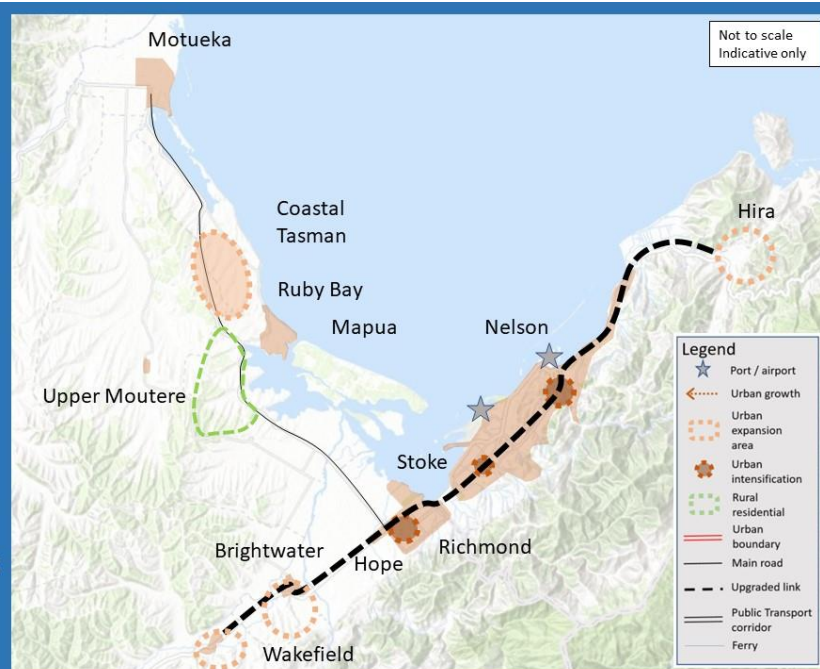 Motueka
Not to scale
Indicative only
Coastal
Tasman
Hira
Ruby Bay
Mapua
Nelson
Upper Moutere
Stoke
Brightwater
Hope
Richmond
Wakefield
Legend
Port / airport
Urban growth
Urban
expansion
area
Urban
intensification
Rural
residential
Urban
boundary
Main road
Upgraded link
Public Transport
corridor
Ferry